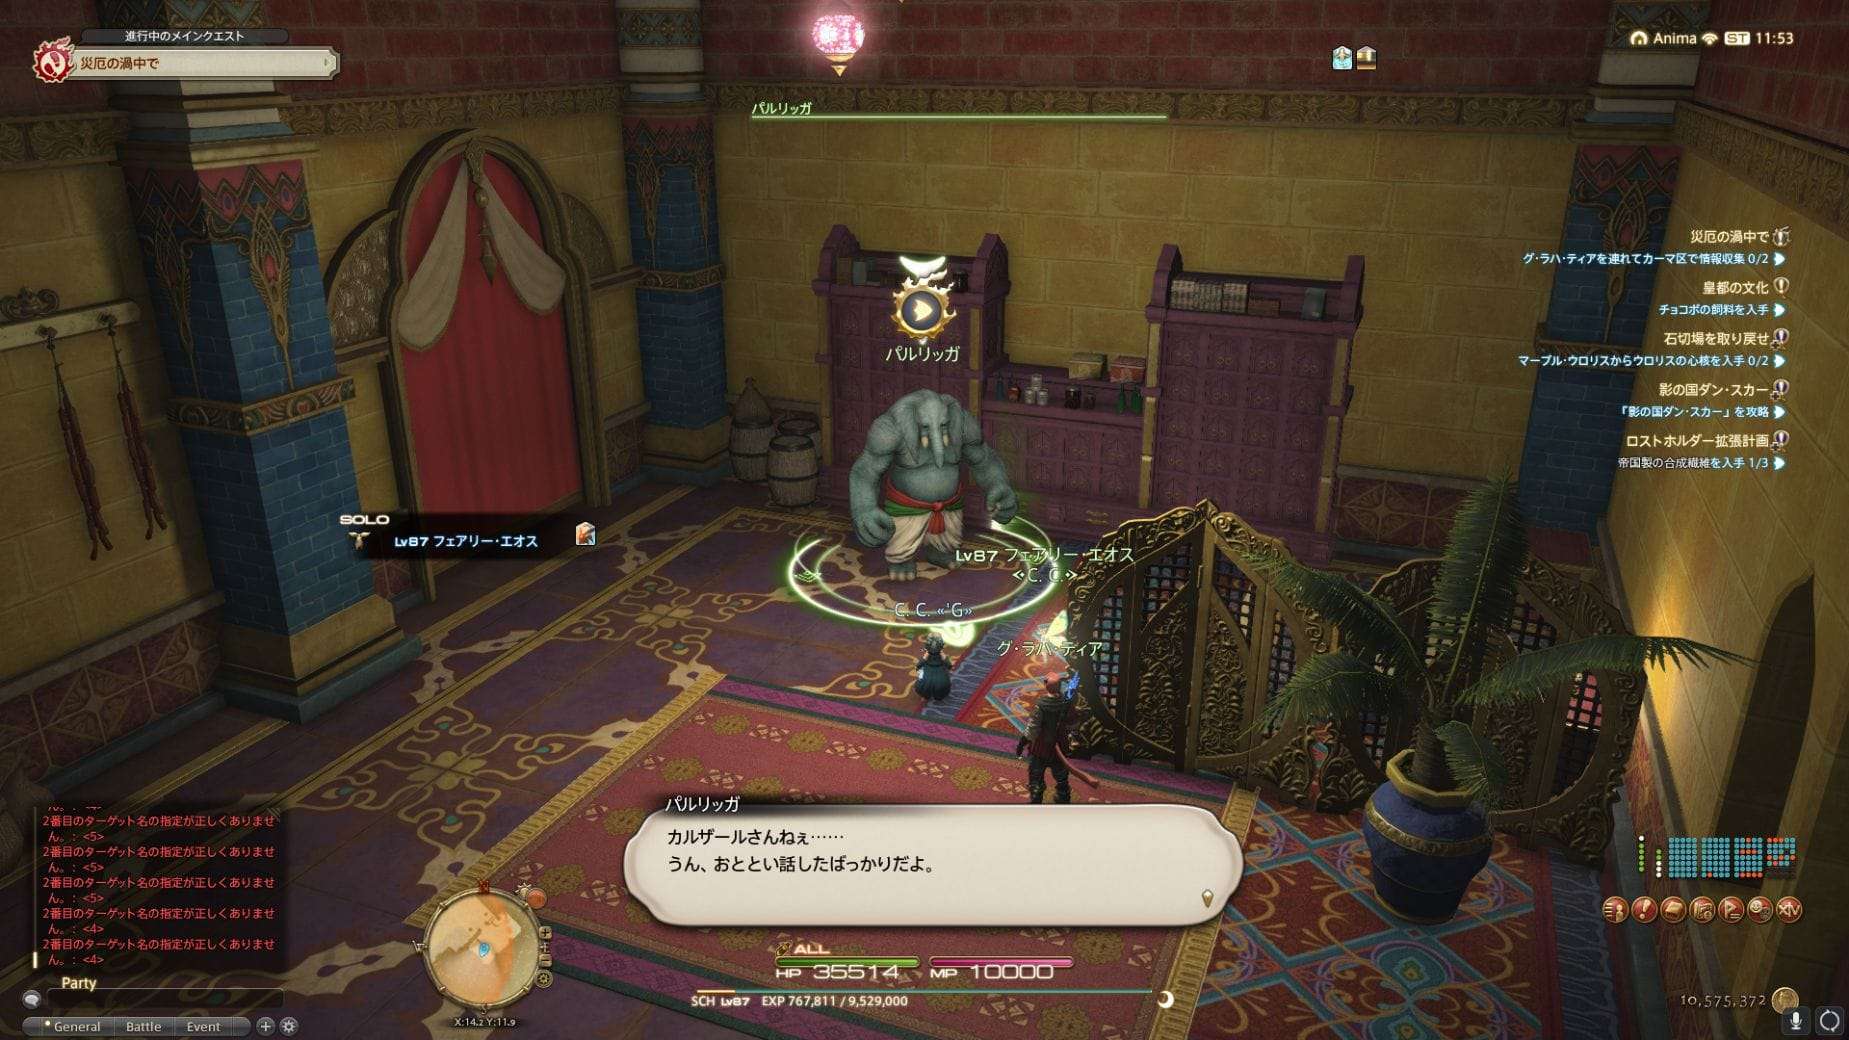 進行中のメインクエスト
災厄の渦中で
Anima ST 11:53
パルリッガ
災厄の渦中で
グ・ラハ・ティアを連れてカーマ区で情報収集 0/2
皇都の文化
チョコボの飼料を入手
石切場を取り戻せ
マーブル・ウロリスからウロリスの心核を入手 0/2
影の国ダン・スカー
「影の国ダン・スカー」を攻略
ロストホルダー拡張計画
帝国製の合成繊維を入手 1/3
パルリッガ
SOLO
Lv87 フェアリー・エオス
Lv87 フェアリー・エオス
C. C.
C. C. «'G»
グ・ラハ・ティア
パルリッガ
カルザールさんねぇ……
うん、おととい話したばっかりだよ。
ん。：<4>
2番目のターゲット名の指定が正しくありませ
ん。：<5>
2番目のターゲット名の指定が正しくありませ
ん。：<5>
2番目のターゲット名の指定が正しくありませ
ん。：<5>
2番目のターゲット名の指定が正しくありませ
ん。：<4>
2番目のターゲット名の指定が正しくありませ
ん。：<4>
Party
General Battle Event
X:14.2 Y:11.9
ALL
HP 35514 MP 10000
SCH Lv87 EXP 767,811 / 9,529,000
XIV
10,575,372